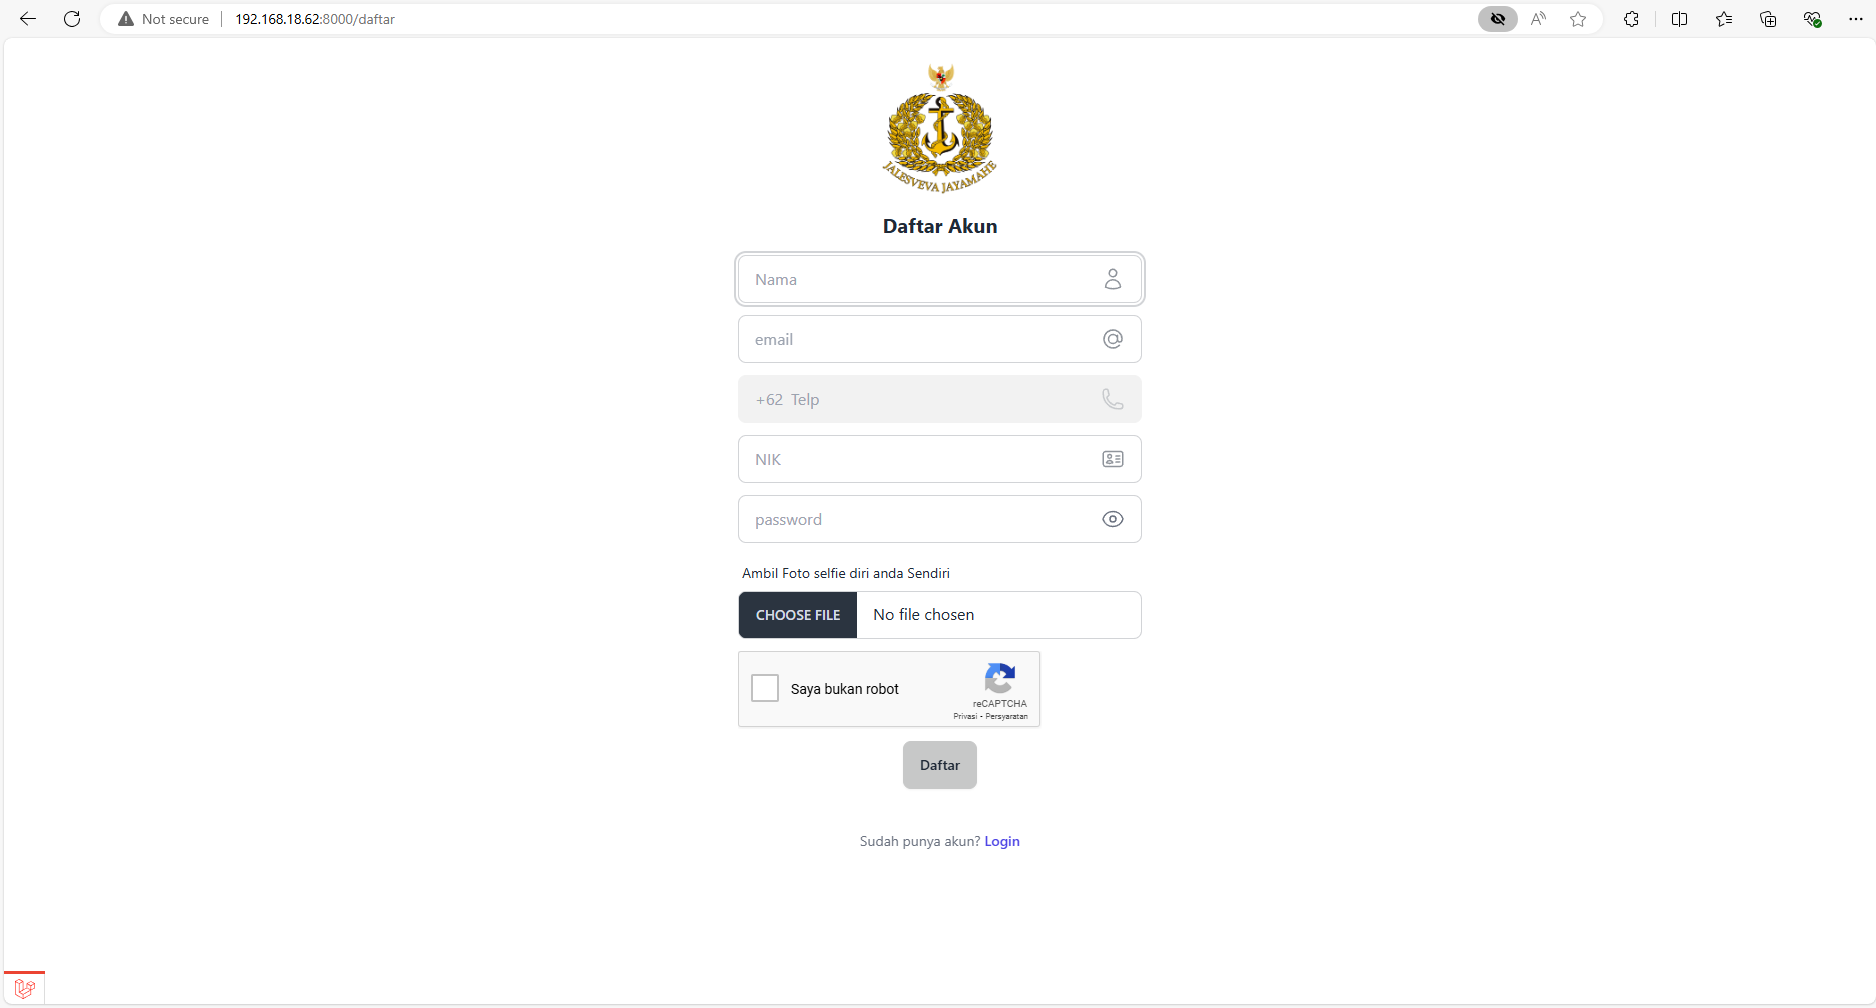 Not secure
192.168.18.62:8000/daftar
JALESVEVA JAYAMAHE
Daftar Akun
Nama
email
+62 Telp
NIK
password
Ambil Foto selfie diri anda Sendiri
CHOOSE FILE No file chosen
Saya bukan robot
reCAPTCHA
Privasi - Persyaratan
Daftar
Sudah punya akun? Login